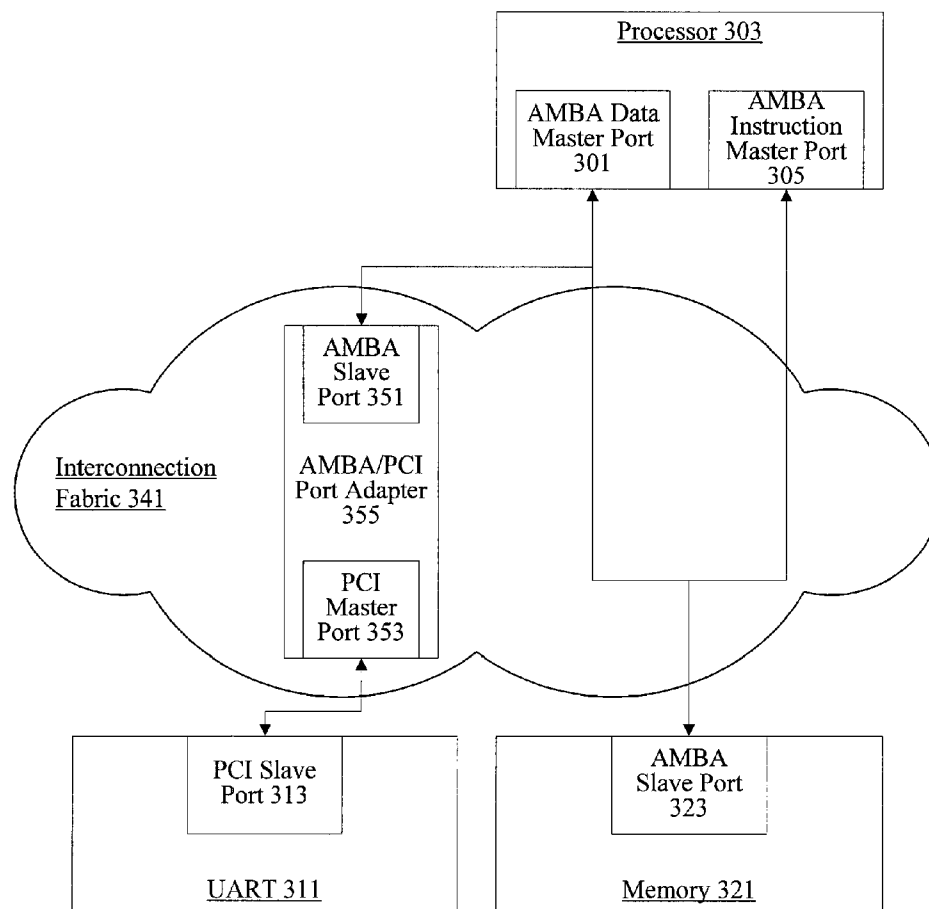 Processor 303
AMBA Data
Master Port
301
AMBA
Instruction
Master Port
305
AMBA
Slave
Port 351
Interconnection
Fabric 341
AMBA/PCI
Port Adapter
355
PCI
Master
Port 353
PCI Slave
Port 313
AMBA
Slave Port
323
UART 311
Memory 321